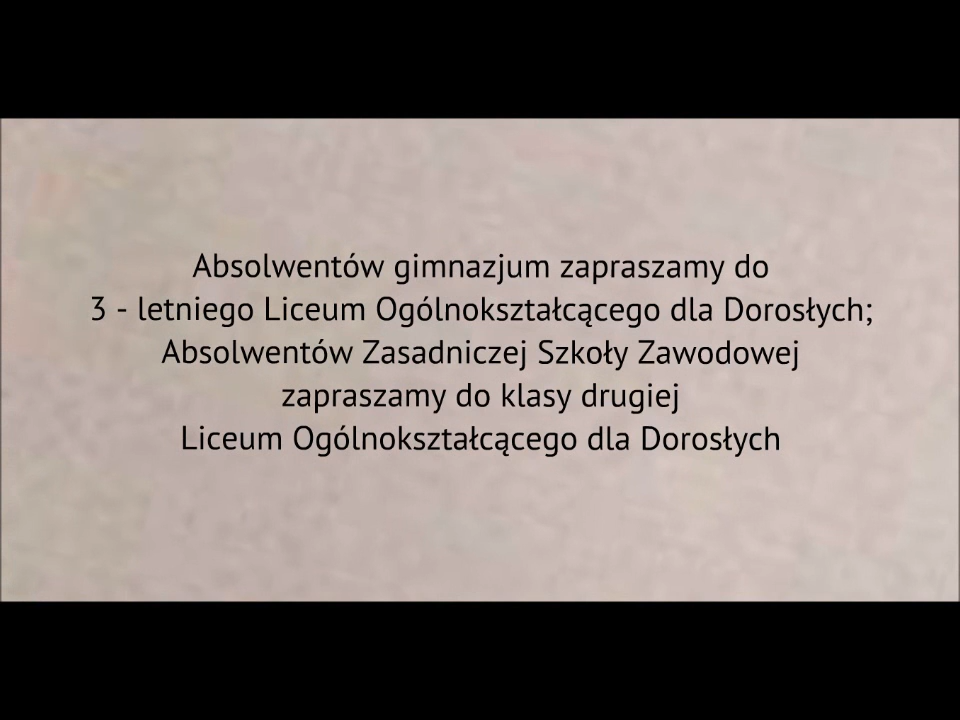 Absolwentów gimnazjum zapraszamy do
3 - letniego Liceum Ogólnokształcącego dla Dorosłych;
Absolwentów Zasadniczej Szkoły Zawodowej
zapraszamy do klasy drugiej
Liceum Ogólnokształcącego dla Dorosłych